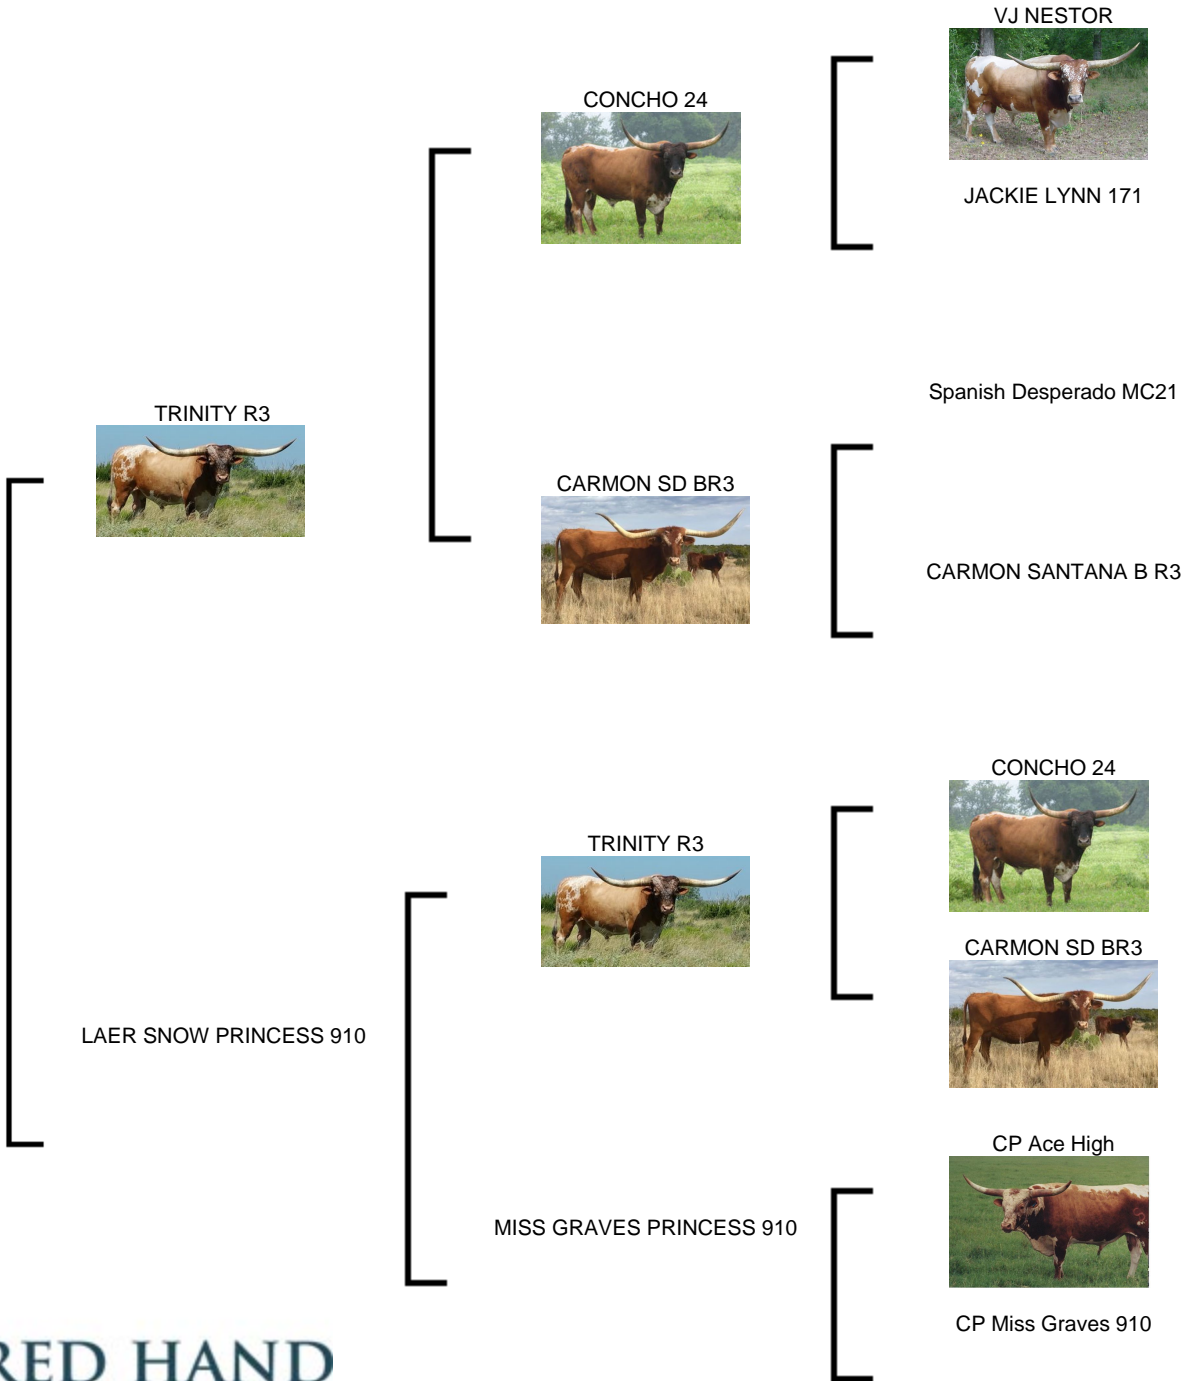 VJ NESTOR
CONCHO 24
JACKIE LYNN 171
Spanish Desperado MC21
TRINITY R3
CARMON SD BR3
CARMON SANTANA B R3
CONCHO 24
TRINITY R3
CARMON SD BR3
LAER SNOW PRINCESS 910
CP Ace High
MISS GRAVES PRINCESS 910
CP Miss Graves 910
RED HAND